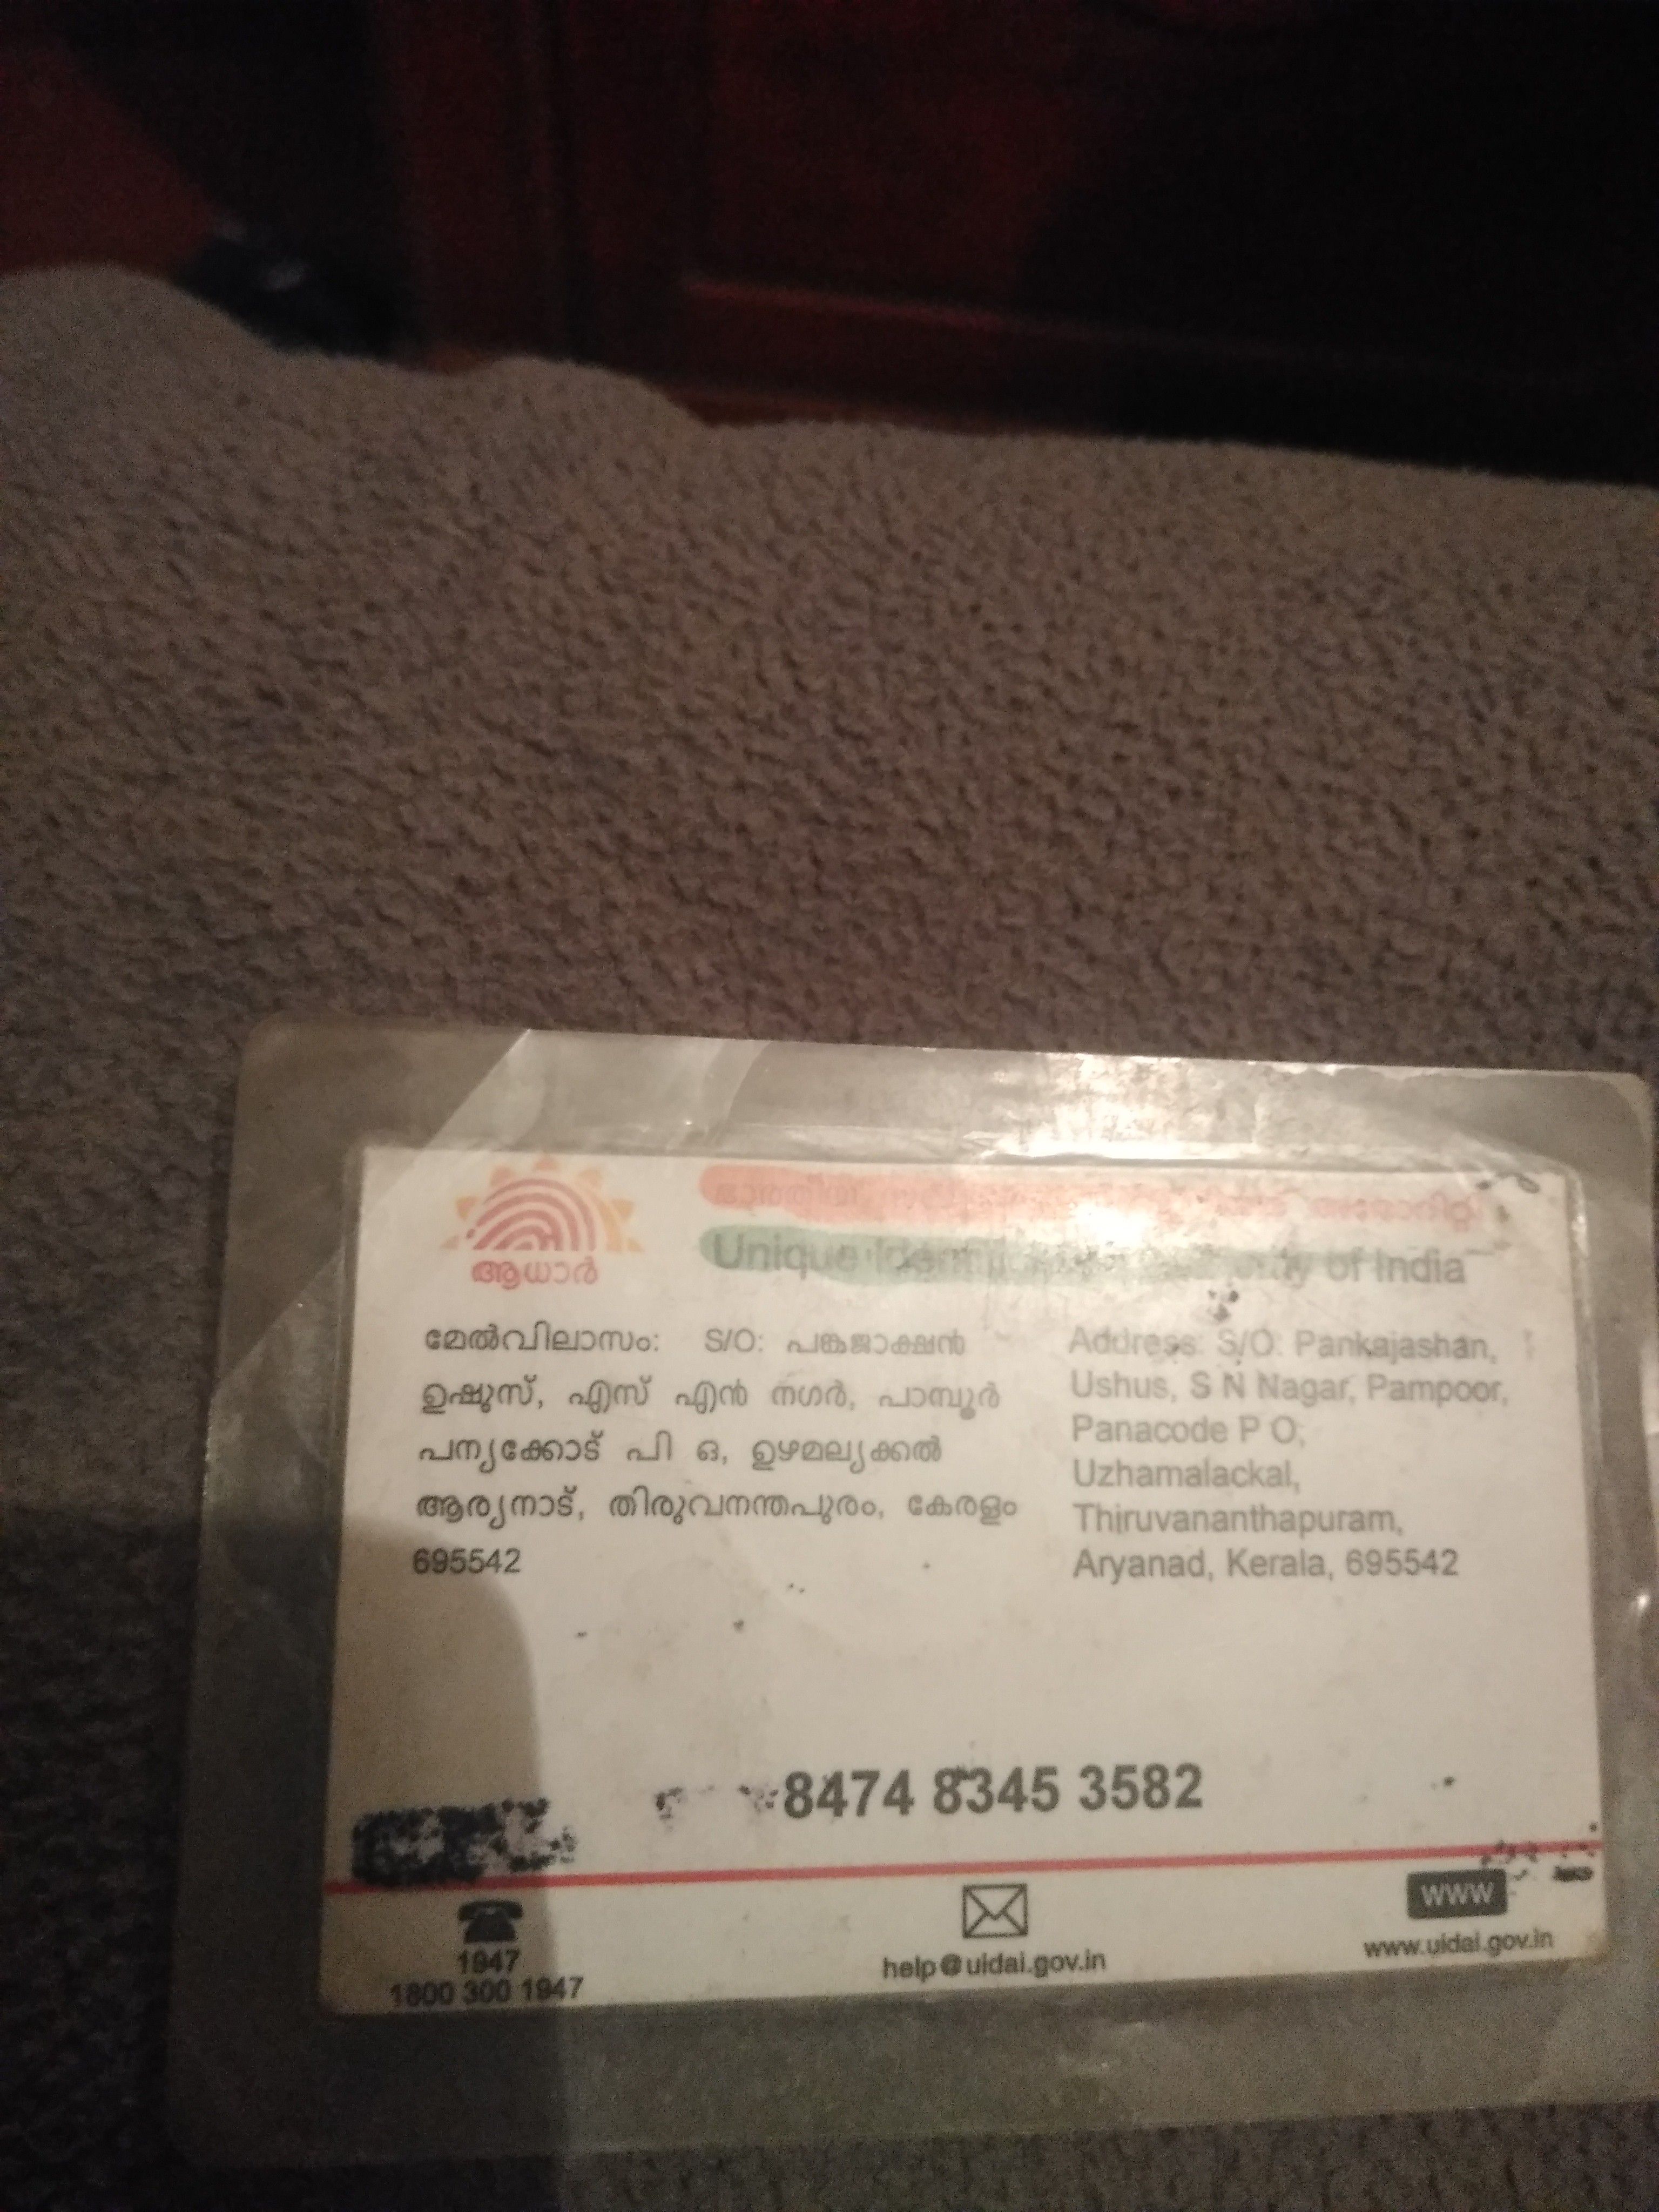 ആധാർ
Unique Identification Authority of India
മേൽവിലാസം: S/O: പങ്കജാക്ഷൻ
ഉഷുസ്, എസ് എൻ നഗർ, പാമ്പൂർ
പന്യക്കോട് പി ഒ, ഉഴമല്യക്കൽ
ആര്യനാട്, തിരുവനന്തപുരം, കേരളം
695542
Address: S/O: Pankajashan,
Ushus, S N Nagar, Pampoor,
Panacode P O,
Uzhamalackal,
Thiruvananthapuram,
Aryanad, Kerala, 695542
8474 8345 3582
1947
1800 300 1947
help@uidai.gov.in
WWW
www.uidai.gov.in